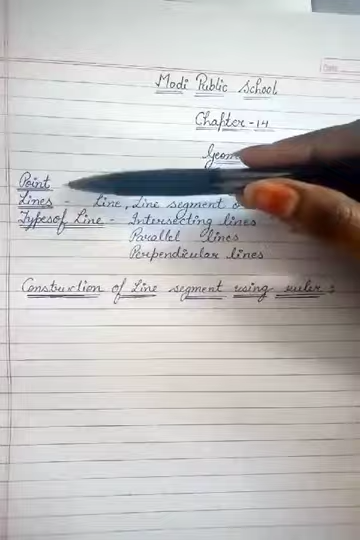 Modi Public School
Chapter - 14
Point
Lines - Line, Line segment
Types of Line - Intersecting lines
Parallel lines
Perpendicular lines
Construction of Line segment using ruler :